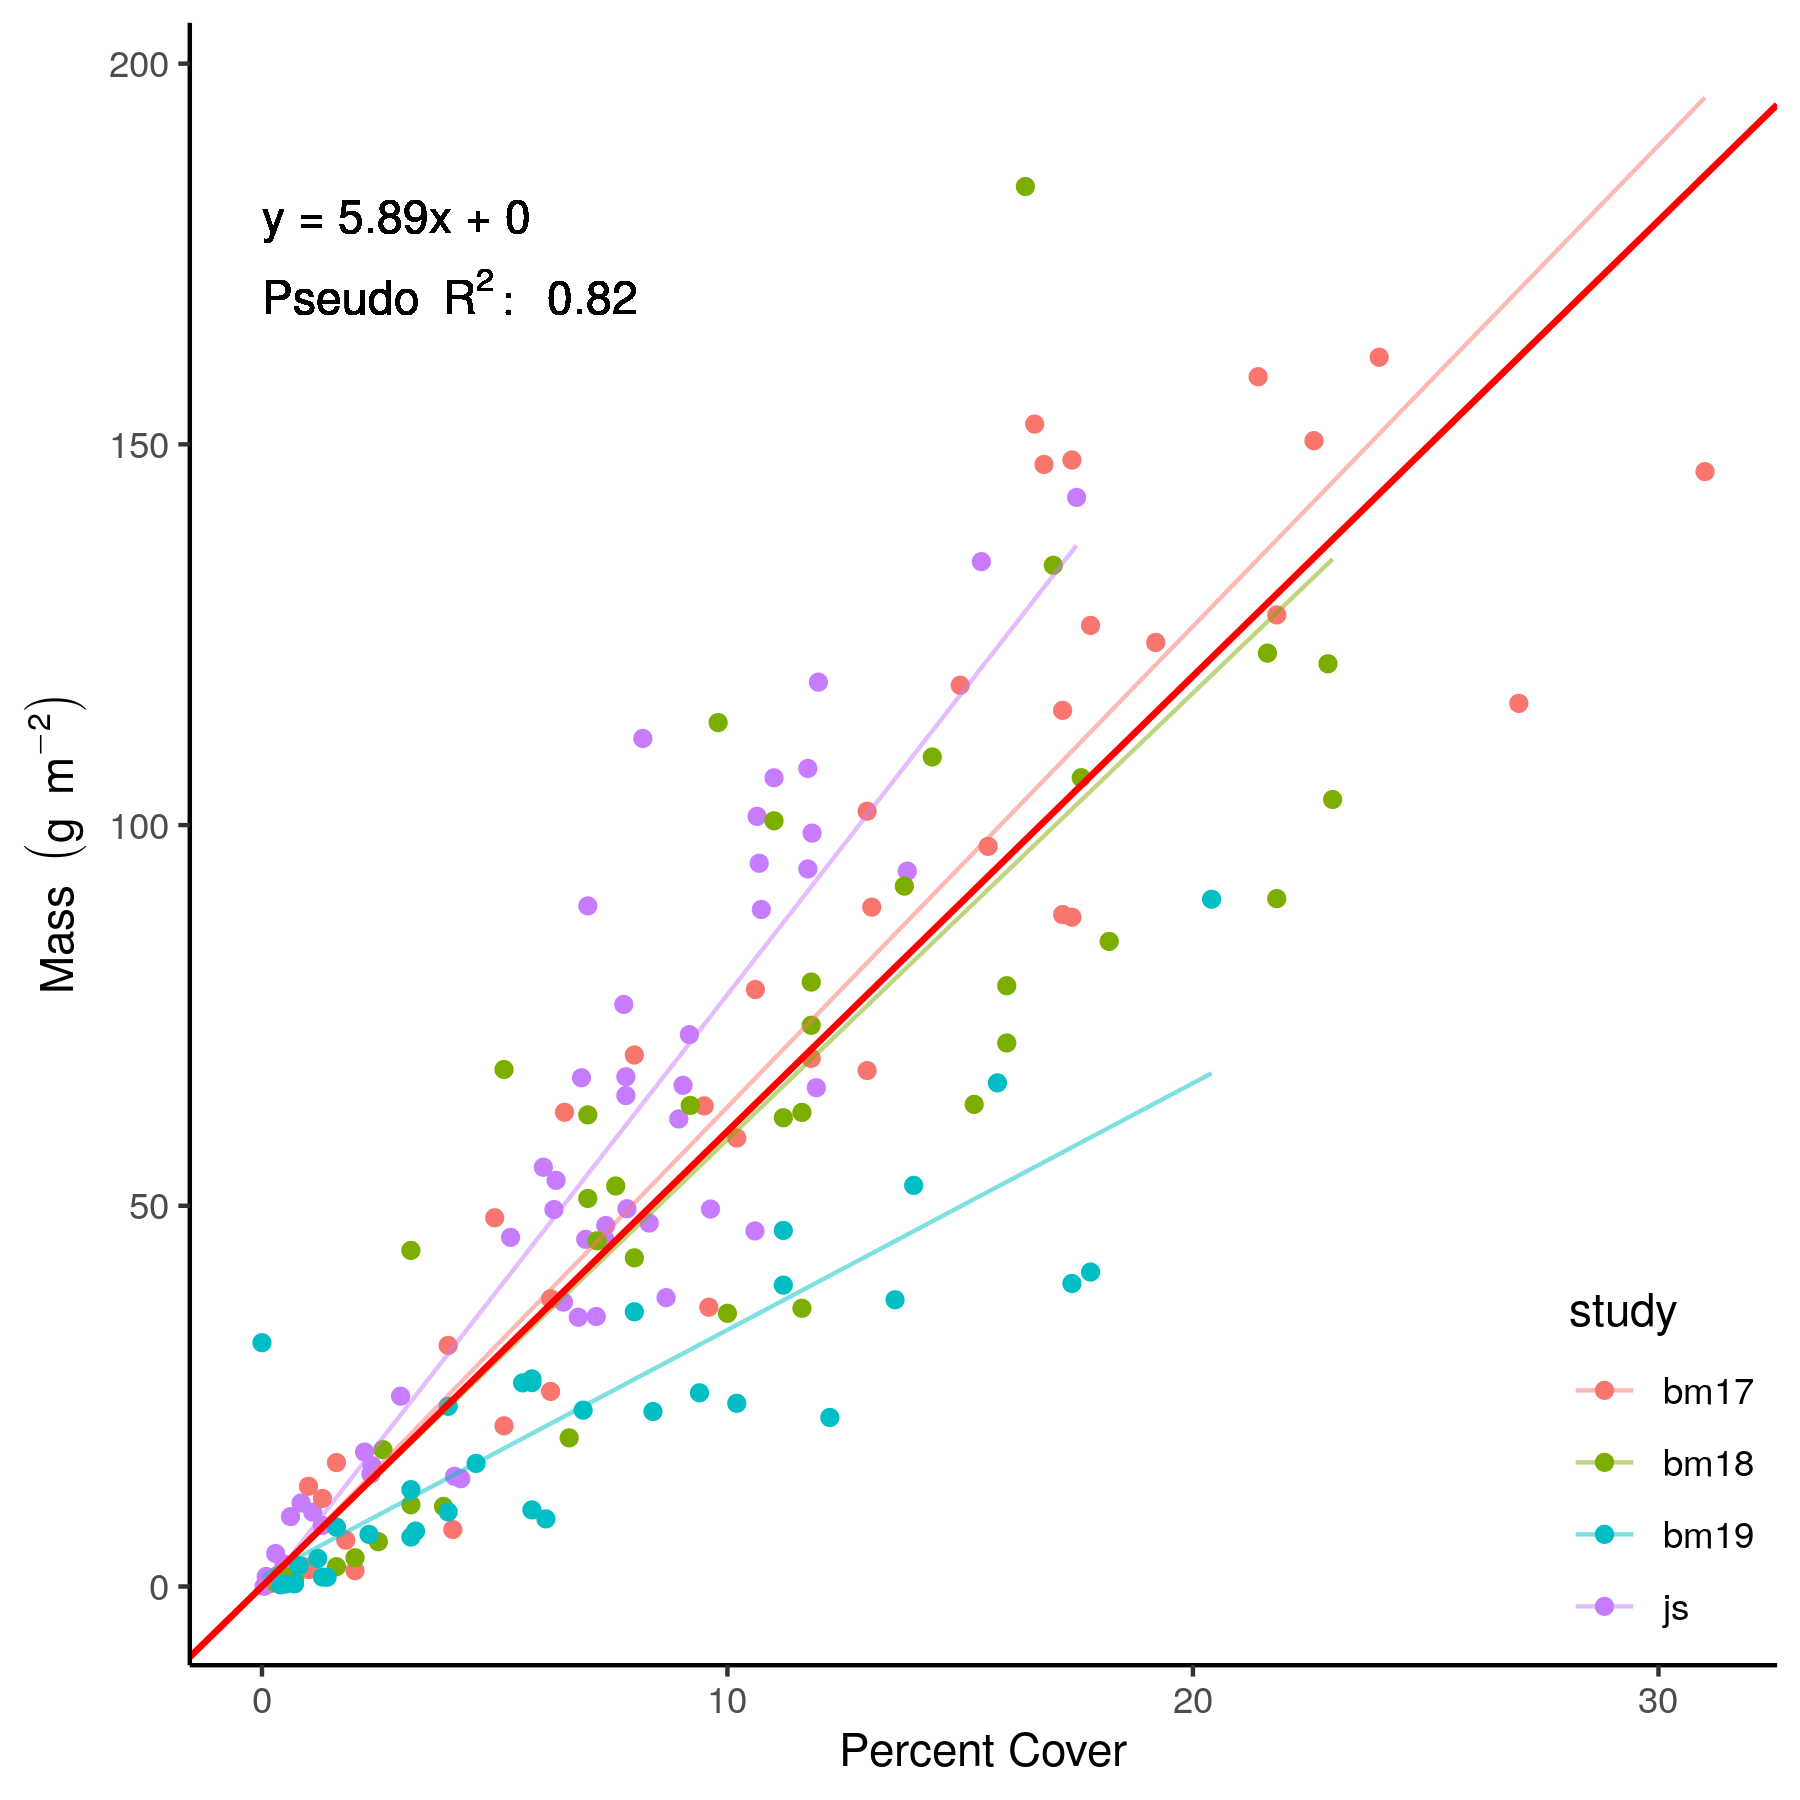 200
150
100
50
0
y = 5.89x + 0
Pseudo R²: 0.82
Mass (g m⁻²)
study
bm17
bm18
bm19
js
0 10 20 30
Percent Cover